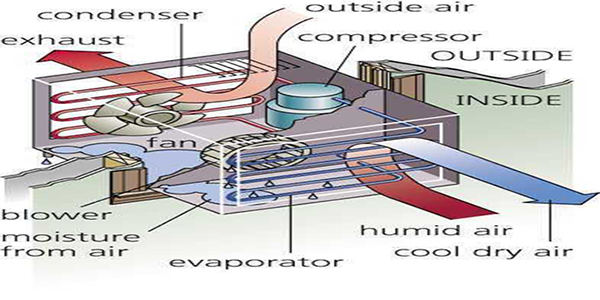 condenser
outside air
exhaust
compressor
OUTSIDE
INSIDE
fan
blower
moisture
from air
evaporator
humid air
cool dry air